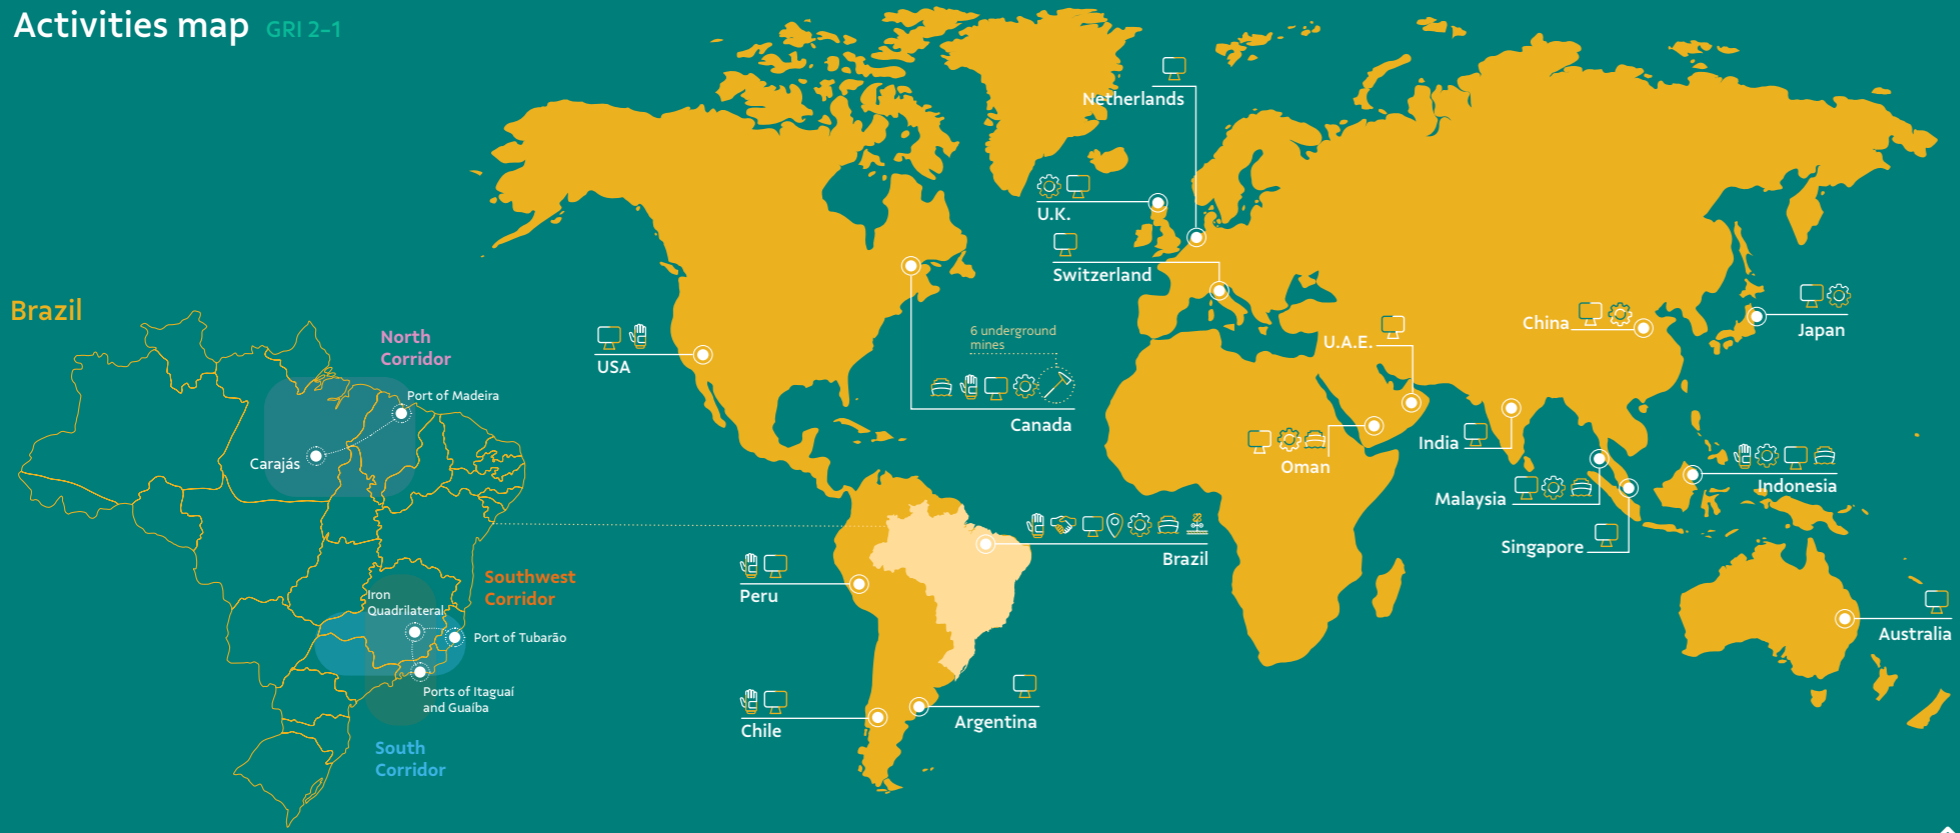 Activities map GRI 2-1
Netherlands
U.K.
Switzerland
Brazil
North
Corridor
Port of Madeira
Carajás
USA
6 underground
mines
Canada
U.A.E.
China
Japan
Oman
India
Malaysia
Indonesia
Singapore
Brazil
Peru
Iron
Quadrilateral
Southwest
Corridor
Port of Tubarão
Ports of Itaguaí
and Guaíba
South
Corridor
Chile
Argentina
Australia